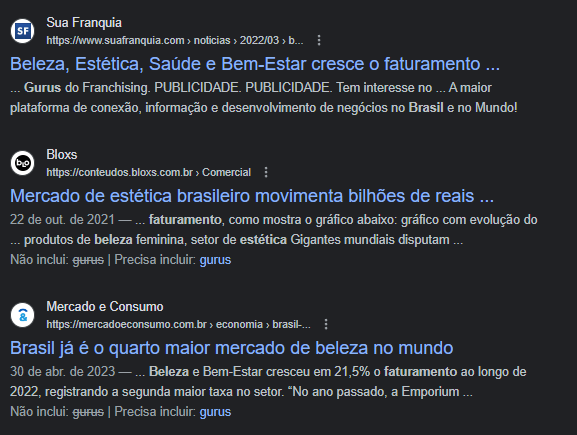 SF
Sua Franquia
https://www.suafranquia.com › noticias › 2022/03 › b...
Beleza, Estética, Saúde e Bem-Estar cresce o faturamento ...
... Gurus do Franchising. PUBLICIDADE. PUBLICIDADE. Tem interesse no ... A maior
plataforma de conexão, informação e desenvolvimento de negócios no Brasil e no Mundo!
Bloxs
https://conteudos.bloxs.com.br › Comercial
Mercado de estética brasileiro movimenta bilhões de reais ...
22 de out. de 2021 — ... faturamento, como mostra o gráfico abaixo: gráfico com evolução do
... produtos de beleza feminina, setor de estética Gigantes mundiais disputam ...
Não inclui: gurus | Precisa incluir: gurus
&
Mercado e Consumo
https://mercadoeconsumo.com.br › economia › brasil-...
Brasil já é o quarto maior mercado de beleza no mundo
30 de abr. de 2023 — ... Beleza e Bem-Estar cresceu em 21,5% o faturamento ao longo de
2022, registrando a segunda maior taxa no setor. “No ano passado, a Emporium ...
Não inclui: gurus | Precisa incluir: gurus